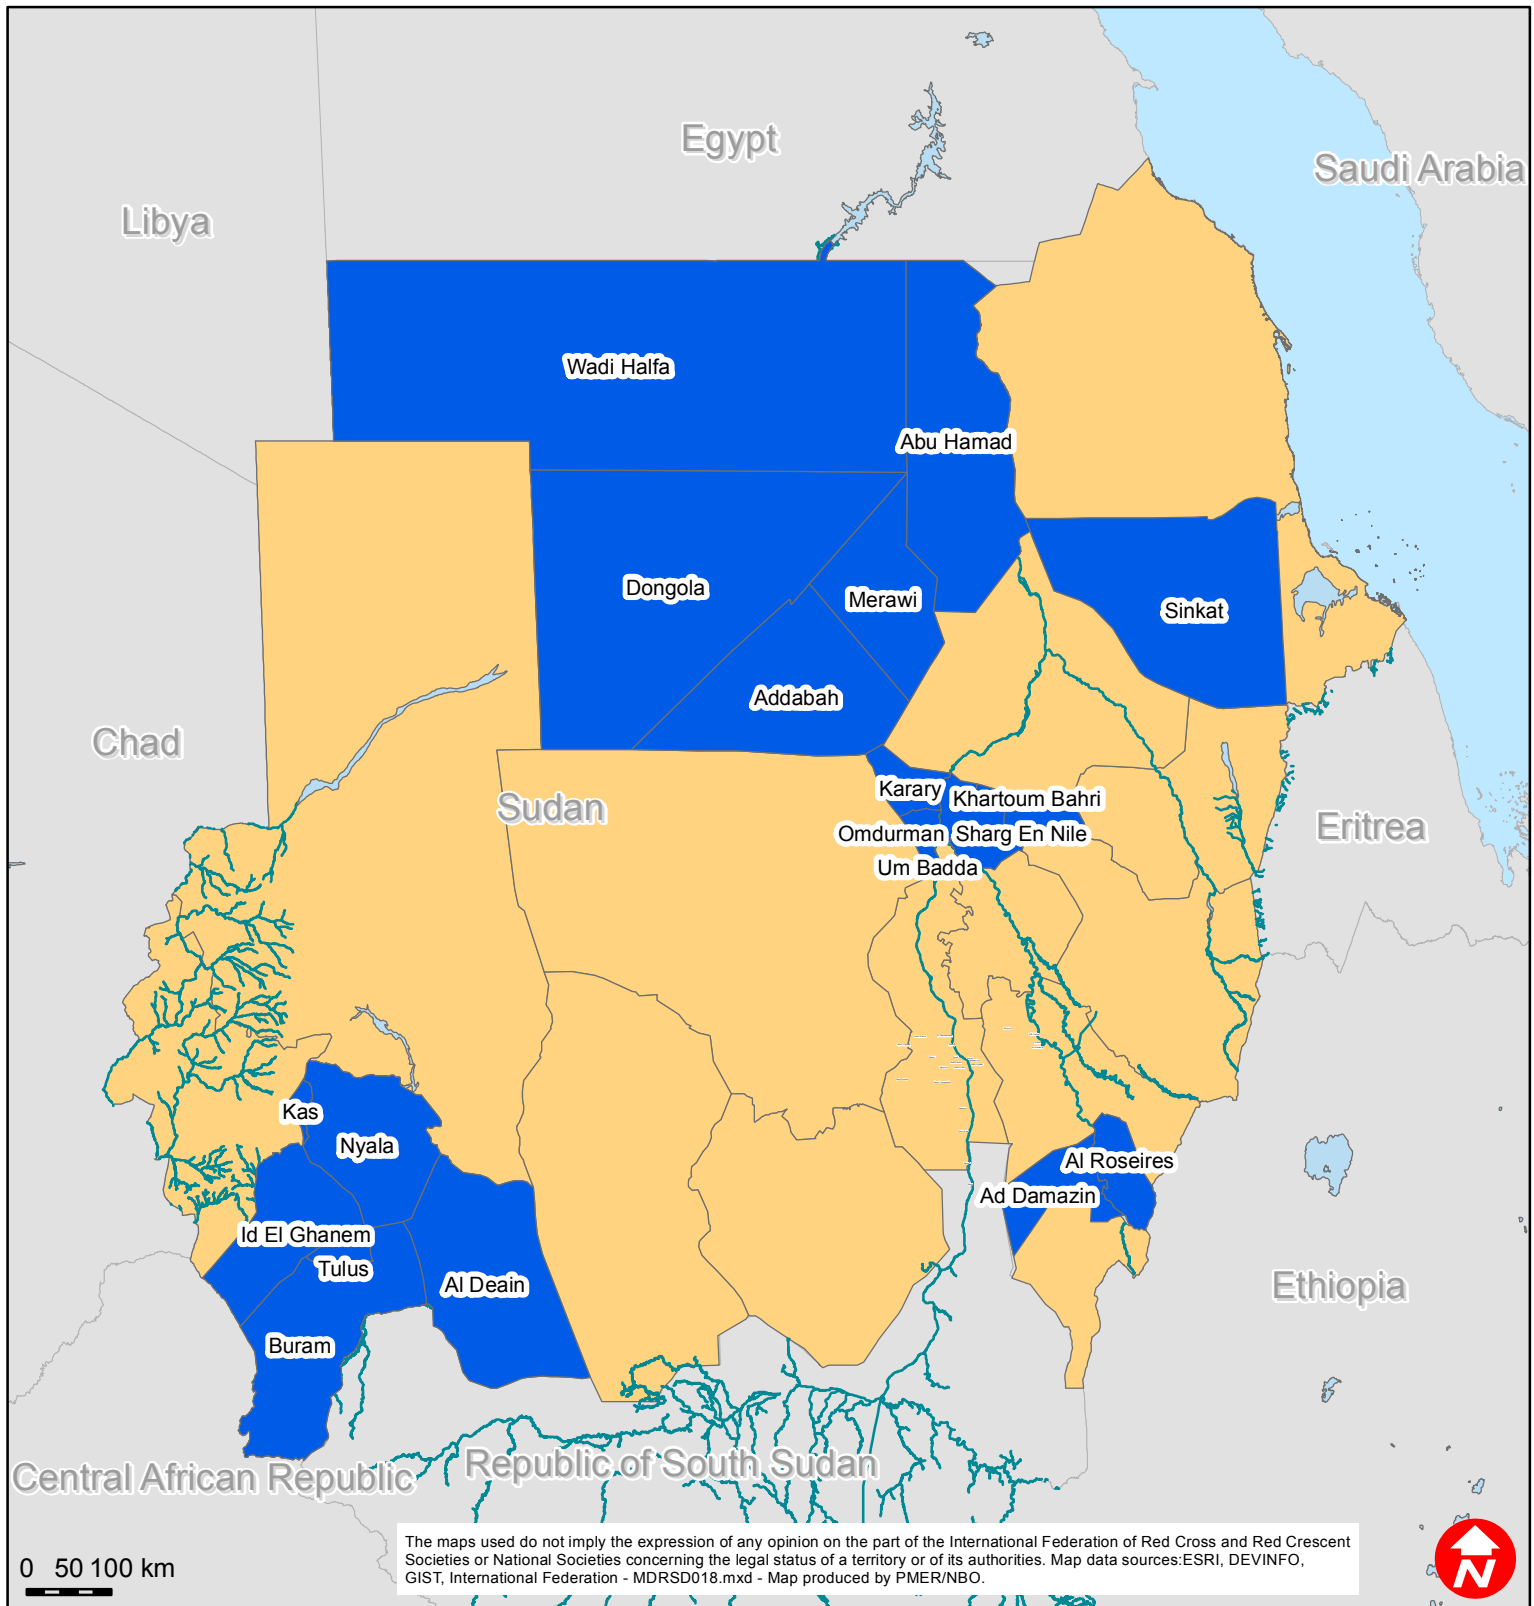 Egypt
Saudi Arabia
Libya
Wadi Halfa
Abu Hamad
Dongola
Merawi
Sinkat
Addabah
Chad
Karary
Khartoum Bahri
Sudan
Omdurman
Sharg En Nile
Eritrea
Um Badda
Kas
Nyala
Al Roseires
Ad Damazin
Id El Ghanem
Tulus
Al Deain
Ethiopia
Buram
Central African Republic
Republic of South Sudan
The maps used do not imply the expression of any opinion on the part of the International Federation of Red Cross and Red Crescent
Societies or National Societies concerning the legal status of a territory or of its authorities. Map data sources:ESRI, DEVINFO,
GIST, International Federation - MDRSD018.mxd - Map produced by PMER/NBO.
0 50 100 km
N